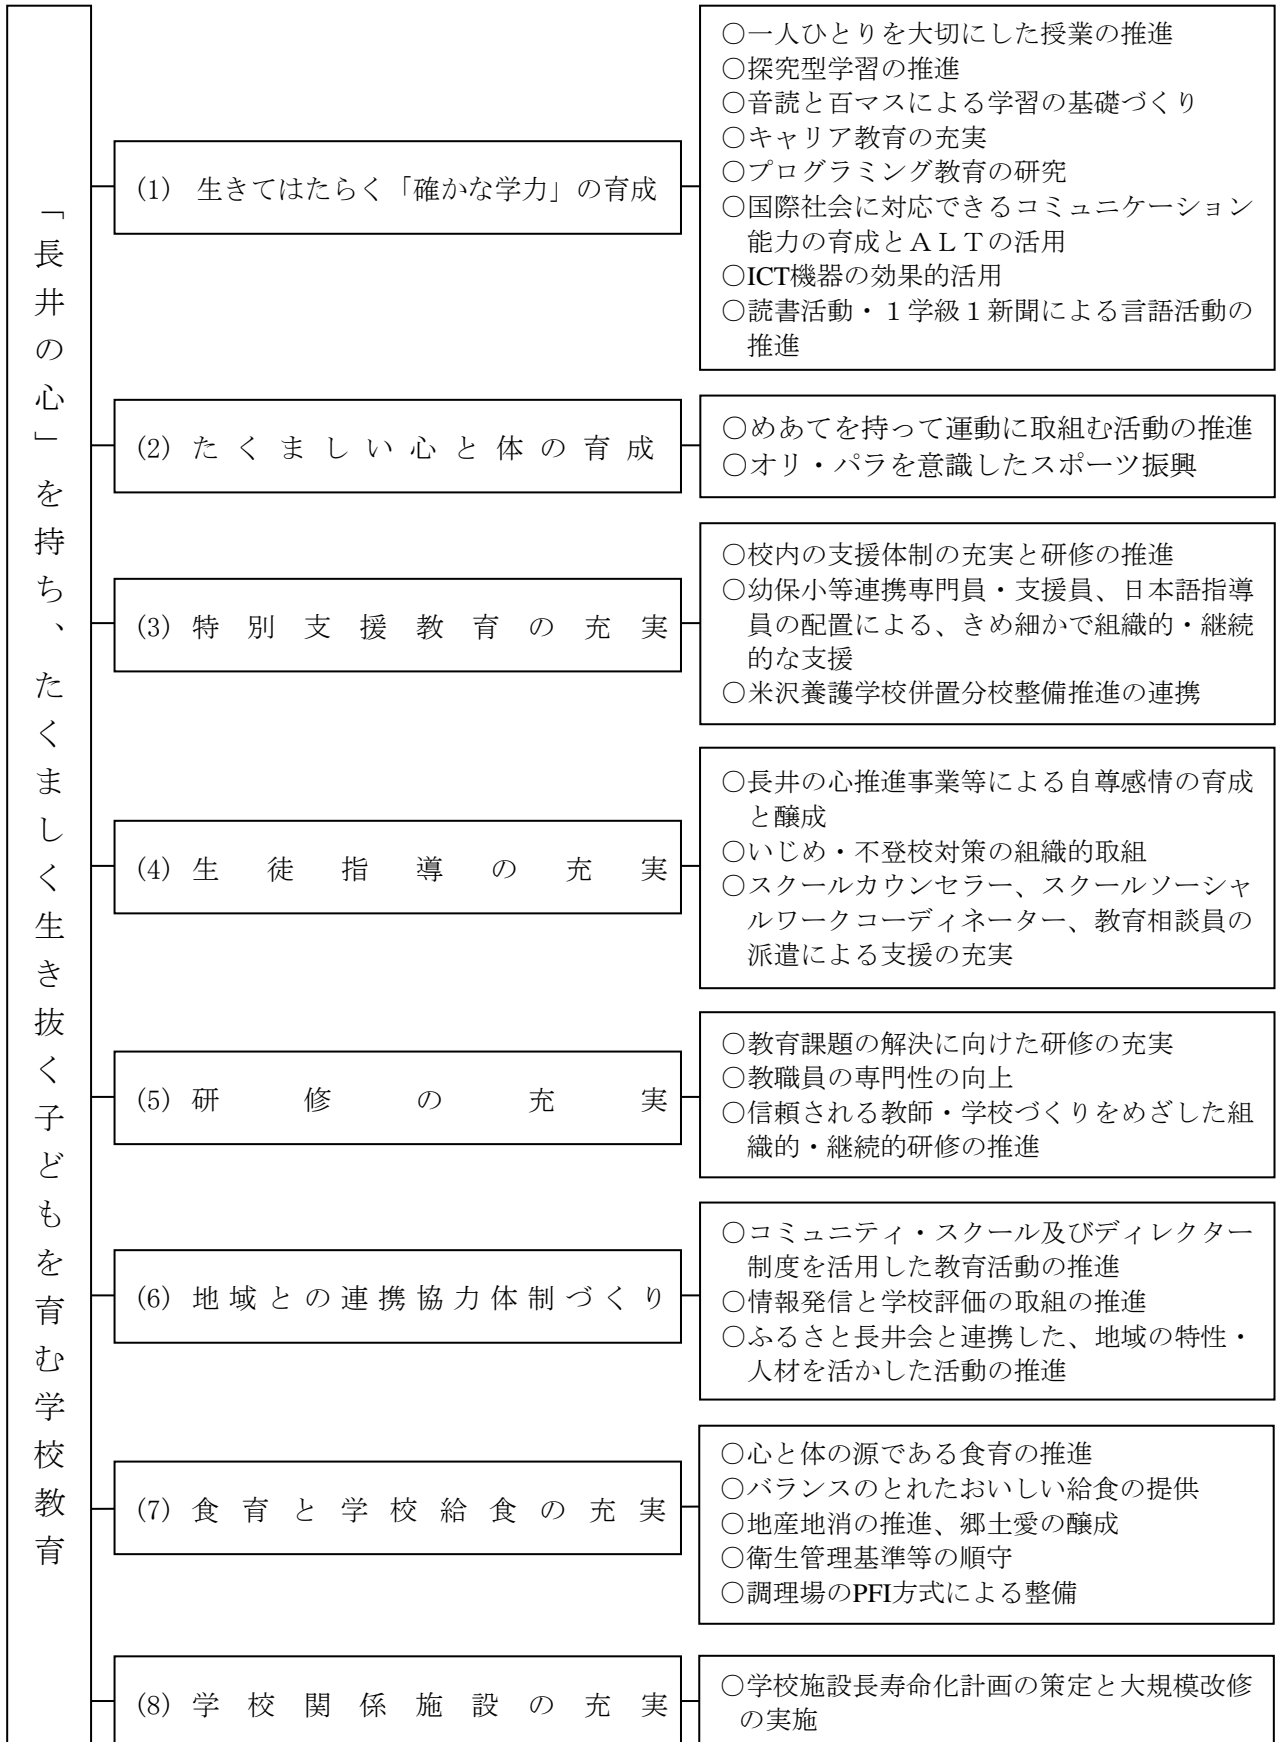 「長井の心」を持ち、たくましく生き抜く子どもを育む学校教育
(1) 生きてはたらく「確かな学力」の育成
○一人ひとりを大切にした授業の推進
○探究型学習の推進
○音読と百マスによる学習の基礎づくり
○キャリア教育の充実
○プログラミング教育の研究
○国際社会に対応できるコミュニケーション
能力の育成とＡＬＴの活用
○ICT機器の効果的活用
○読書活動・１学級１新聞による言語活動の
推進
(2) たくましい心と体の育成
○めあてを持って運動に取組む活動の推進
○オリ・パラを意識したスポーツ振興
(3) 特別支援教育の充実
○校内の支援体制の充実と研修の推進
○幼保小等連携専門員・支援員、日本語指導
員の配置による、きめ細かで組織的・継続
的な支援
○米沢養護学校併置分校整備推進の連携
(4) 生徒指導の充実
○長井の心推進事業等による自尊感情の育成
と醸成
○いじめ・不登校対策の組織的取組
○スクールカウンセラー、スクールソーシャ
ルワークコーディネーター、教育相談員の
派遣による支援の充実
(5) 研修の充実
○教育課題の解決に向けた研修の充実
○教職員の専門性の向上
○信頼される教師・学校づくりをめざした組
織的・継続的研修の推進
(6) 地域との連携協力体制づくり
○コミュニティ・スクール及びディレクター
制度を活用した教育活動の推進
○情報発信と学校評価の取組の推進
○ふるさと長井会と連携した、地域の特性・
人材を活かした活動の推進
(7) 食育と学校給食の充実
○心と体の源である食育の推進
○バランスのとれたおいしい給食の提供
○地産地消の推進、郷土愛の醸成
○衛生管理基準等の順守
○調理場のPFI方式による整備
(8) 学校関係施設の充実
○学校施設長寿命化計画の策定と大規模改修
の実施